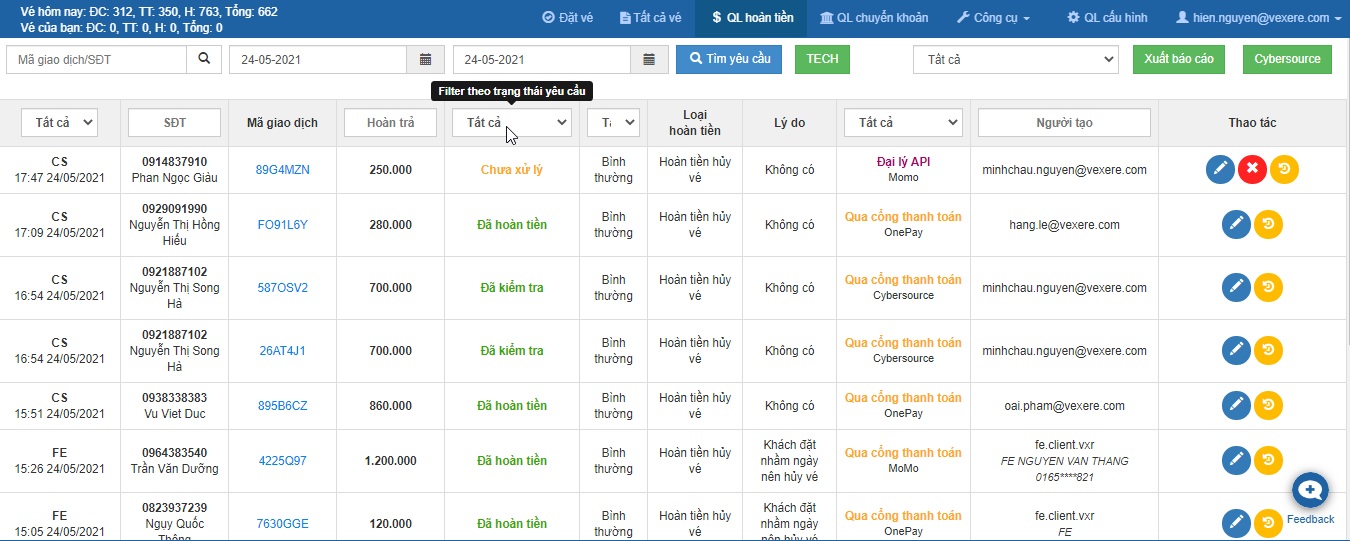 Vé hôm nay: ĐC: 312, TT: 350, H: 763, Tổng: 662
Vé của bạn: ĐC: 0, TT: 0, H: 0, Tổng: 0
Đặt vé
Tất cả vé
$ QL hoàn tiền
QL chuyển khoản
Công cụ
QL cấu hình
hien.nguyen@vexere.com
Mã giao dịch/SĐT
24-05-2021
24-05-2021
Tìm yêu cầu
TECH
Tất cả
Xuất báo cáo
Cybersource
Filter theo trạng thái yêu cầu
Tất cả
SĐT
Mã giao dịch
Hoàn trả
Tất cả
Loại
hoàn tiền
Lý do
Tất cả
Người tạo
Thao tác
CS
17:47 24/05/2021
0914837910
Phan Ngọc Giàu
89G4MZN
250.000
Chưa xử lý
Bình
thường
Hoàn tiền hủy
vé
Không có
Đại lý API
Momo
minhchau.nguyen@vexere.com
CS
17:09 24/05/2021
0929091990
Nguyễn Thị Hồng
Hiếu
FO91L6Y
280.000
Đã hoàn tiền
Bình
thường
Hoàn tiền hủy
vé
Không có
Qua cổng thanh toán
OnePay
hang.le@vexere.com
CS
16:54 24/05/2021
0921887102
Nguyễn Thị Song
Hà
587OSV2
700.000
Đã kiểm tra
Bình
thường
Hoàn tiền hủy
vé
Không có
Qua cổng thanh toán
Cybersource
minhchau.nguyen@vexere.com
CS
16:54 24/05/2021
0921887102
Nguyễn Thị Song
Hà
26AT4J1
700.000
Đã kiểm tra
Bình
thường
Hoàn tiền hủy
vé
Không có
Qua cổng thanh toán
Cybersource
minhchau.nguyen@vexere.com
CS
15:51 24/05/2021
0938338383
Vu Viet Duc
895B6CZ
860.000
Đã hoàn tiền
Bình
thường
Hoàn tiền hủy
vé
Không có
Qua cổng thanh toán
OnePay
oai.pham@vexere.com
FE
15:26 24/05/2021
0964383540
Trần Văn Dưỡng
4225Q97
1.200.000
Đã hoàn tiền
Bình
thường
Hoàn tiền hủy
vé
Khách đặt
nhầm ngày
nên hủy vé
Qua cổng thanh toán
MoMo
fe.client.vxr
FE NGUYEN VAN THANG
0165****821
FE
15:05 24/05/2021
0823937239
Ngụy Quốc
Thông
7630GGE
120.000
Đã hoàn tiền
Bình
thường
Hoàn tiền hủy
vé
Khách đặt
nhầm ngày
nên hủy vé
Qua cổng thanh toán
OnePay
fe.client.vxr
FE
Feedback